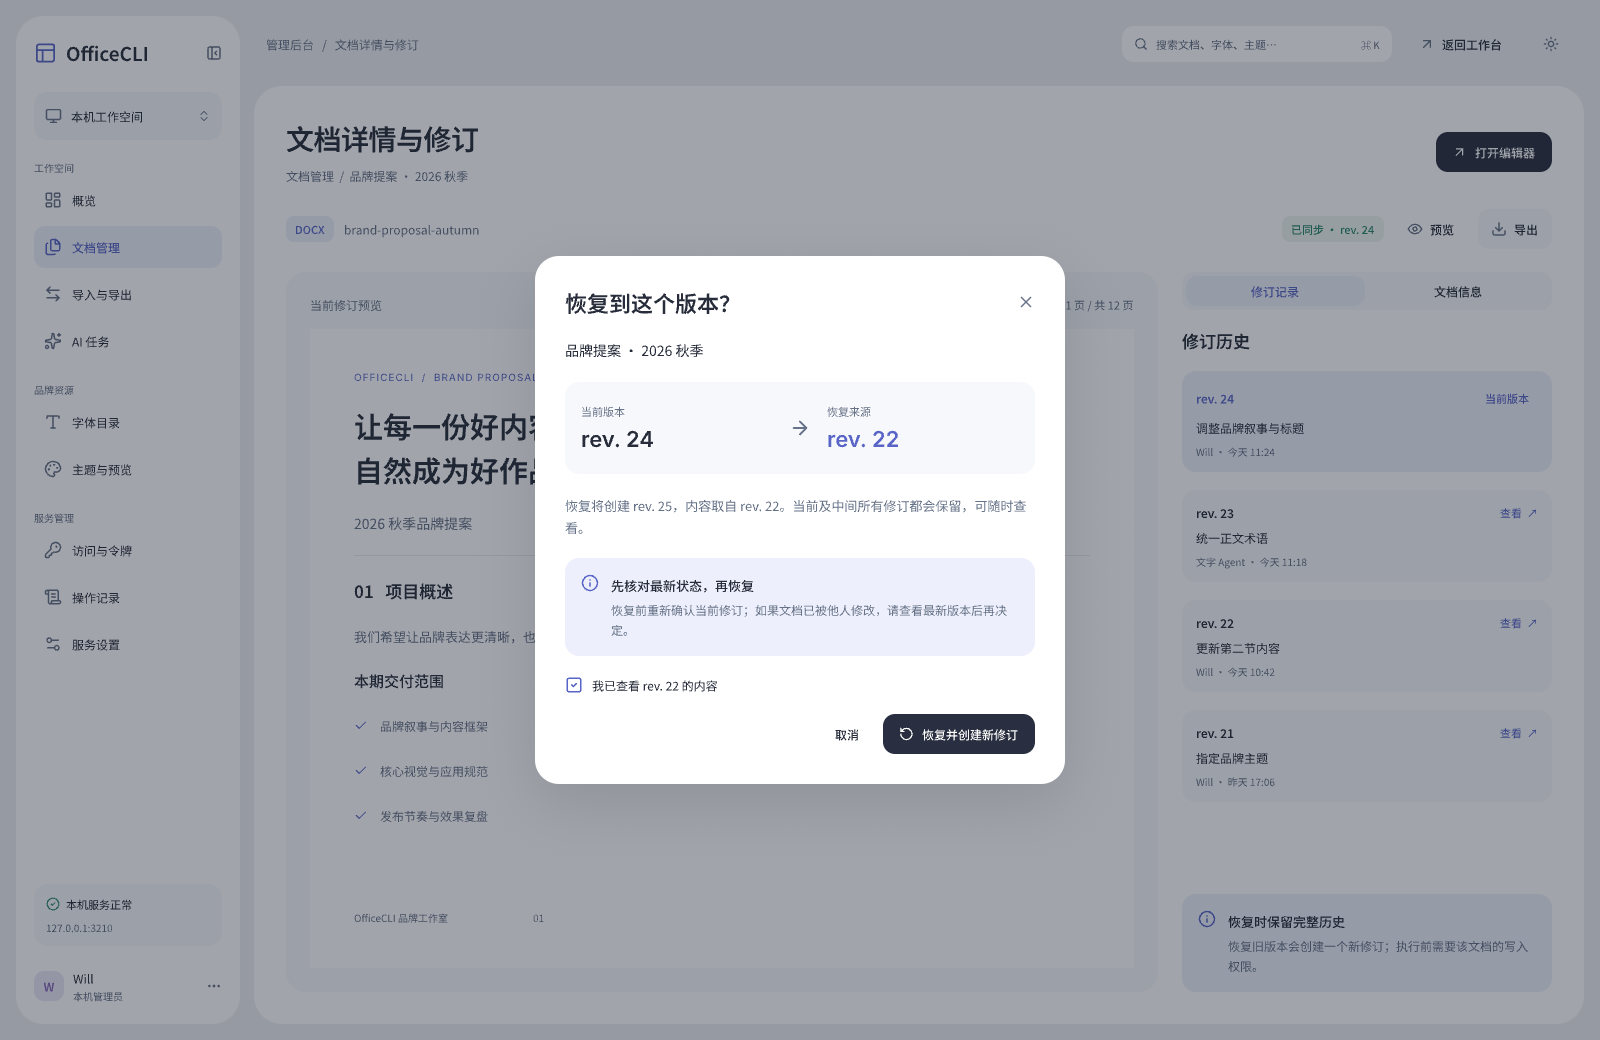 OfficeCLI
本机工作空间
工作空间
概览
文档管理
导入与导出
AI 任务
品牌资源
字体目录
主题与预览
服务管理
访问与令牌
操作记录
服务设置
本机服务正常
127.0.0.1:3210
W
Will
本机管理员
管理后台 / 文档详情与修订
搜索文档、字体、主题…
⌘K
返回工作台
文档详情与修订
文档管理 / 品牌提案 · 2026 秋季
打开编辑器
DOCX
brand-proposal-autumn
已同步 · rev. 24
预览
导出
当前修订预览
1 页 / 共 12 页
OFFICECLI / BRAND PROPOSAL
让每一份好内容
自然成为好作品
2026 秋季品牌提案
01 项目概述
我们希望让品牌表达更清晰，也
本期交付范围
品牌叙事与内容框架
核心视觉与应用规范
发布节奏与效果复盘
OfficeCLI 品牌工作室
01
恢复到这个版本？
品牌提案 · 2026 秋季
当前版本
rev. 24
恢复来源
rev. 22
恢复将创建 rev. 25，内容取自 rev. 22。当前及中间所有修订都会保留，可随时查
看。
先核对最新状态，再恢复
恢复前重新确认当前修订；如果文档已被他人修改，请查看最新版本后再决
定。
我已查看 rev. 22 的内容
取消
恢复并创建新修订
修订记录
文档信息
修订历史
rev. 24
当前版本
调整品牌叙事与标题
Will · 今天 11:24
rev. 23
查看
统一正文术语
文字 Agent · 今天 11:18
rev. 22
查看
更新第二节内容
Will · 今天 10:42
rev. 21
查看
指定品牌主题
Will · 昨天 17:06
恢复时保留完整历史
恢复旧版本会创建一个新修订；执行前需要该文档的写入
权限。